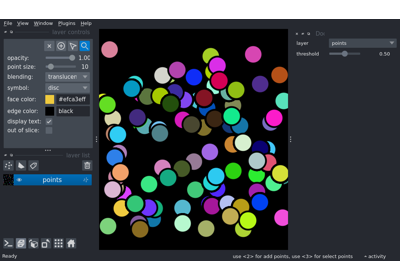 File View Window Plugins Help
layer controls
opacity: 1.00
point size: 10
blending: translucen
symbol: disc
face color: #efca3eff
edge color: black
display text:
out of slice:
layer list
points
Do
layer points
threshold 0.50
Ready
use <2> for add points, use <3> for select points
activity